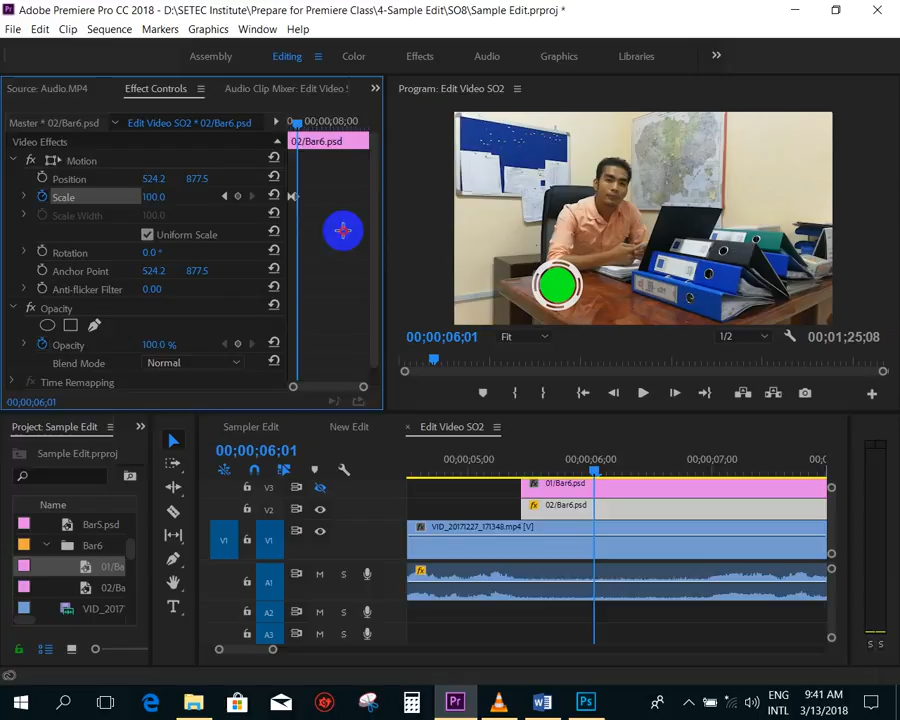 Adobe Premiere Pro CC 2018 - D:\SETEC Institute\Prepare for Premiere Class\4-Sample Edit\SO8\Sample Edit.prproj *
File Edit Clip Sequence Markers Graphics Window Help
Assembly Editing Color Effects Audio Graphics Libraries
Source: Audio.MP4 Effect Controls Audio Clip Mixer: Edit Video S
Program: Edit Video SO2
Master * 02/Bar6.psd Edit Video SO2 * 02/Bar6.psd
00;00;08;00
Video Effects
02/Bar6.psd
fx Motion
Position 524.2 877.5
Scale 100.0
Scale Width 100.0
Uniform Scale
Rotation 0.0 °
Anchor Point 524.2 877.5
Anti-flicker Filter 0.00
fx Opacity
Opacity 100.0 %
Blend Mode Normal
fx Time Remapping
00;00;06;01
00;00;06;01 Fit 1/2 00;01;25;08
Project: Sample Edit
Sample Edit.prproj
Name
Bar5.psd
Bar6
01/Ba
02/Ba
VID_2017
Sampler Edit New Edit × Edit Video SO2
00;00;06;01
00;00;05;00 00;00;06;00 00;00;07;00
V3 fx 01/Bar6.psd
V2 fx 02/Bar6.psd
V1 V1 fx VID_20171227_171348.mp4 [V]
A1 M S fx
A2 M S
A3 M S
S S
Pr W Ps
ENG
INTL
9:41 AM
3/13/2018